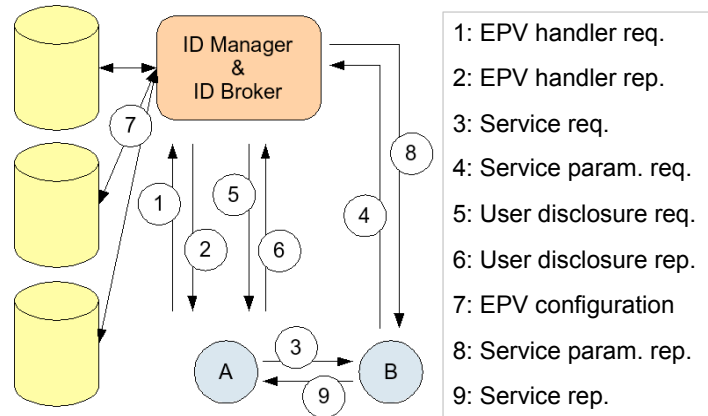 ID Manager
&
ID Broker
7
1
2
5
6
4
8
A
3
B
9
1: EPV handler req.
2: EPV handler rep.
3: Service req.
4: Service param. req.
5: User disclosure req.
6: User disclosure rep.
7: EPV configuration
8: Service param. rep.
9: Service rep.